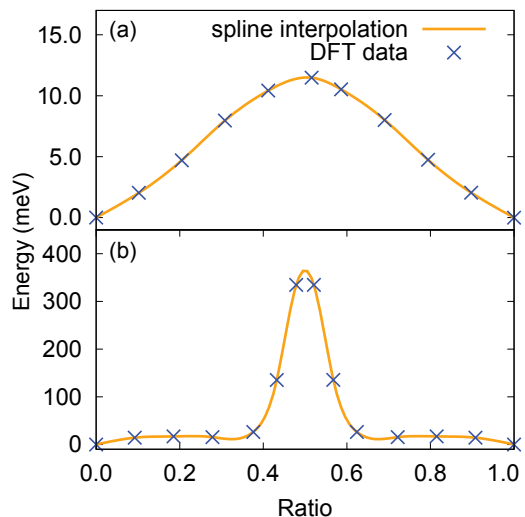 (a)
spline interpolation
DFT data
15.0
10.0
5.0
0.0
Energy (meV)
(b)
400
300
200
100
0
0.0 0.2 0.4 0.6 0.8 1.0
Ratio